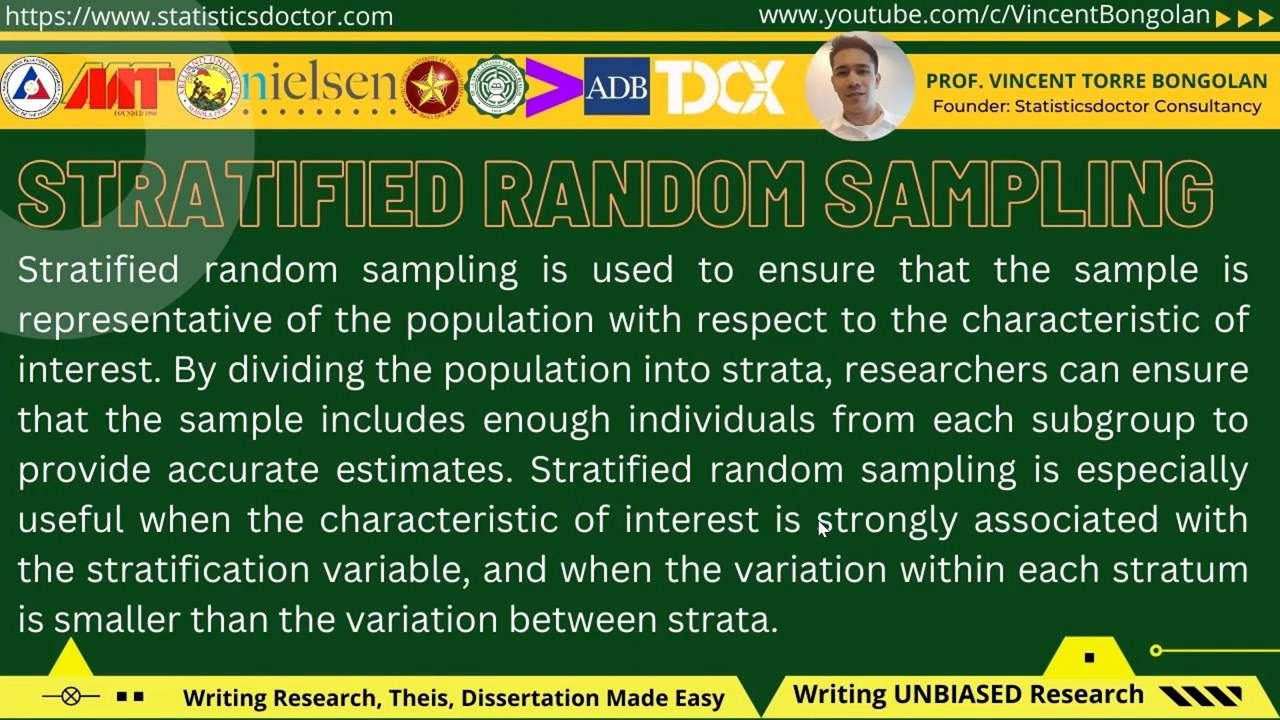 https://www.statisticsdoctor.com
www.youtube.com/c/VincentBongolan
AAT
FOUNDED 1980
nielsen
ADB
TDCX
PROF. VINCENT TORRE BONGOLAN
Founder: Statisticsdoctor Consultancy
STRATIFIED RANDOM SAMPLING
Stratified random sampling is used to ensure that the sample is
representative of the population with respect to the characteristic of
interest. By dividing the population into strata, researchers can ensure
that the sample includes enough individuals from each subgroup to
provide accurate estimates. Stratified random sampling is especially
useful when the characteristic of interest is strongly associated with
the stratification variable, and when the variation within each stratum
is smaller than the variation between strata.
Writing Research, Theis, Dissertation Made Easy
Writing UNBIASED Research